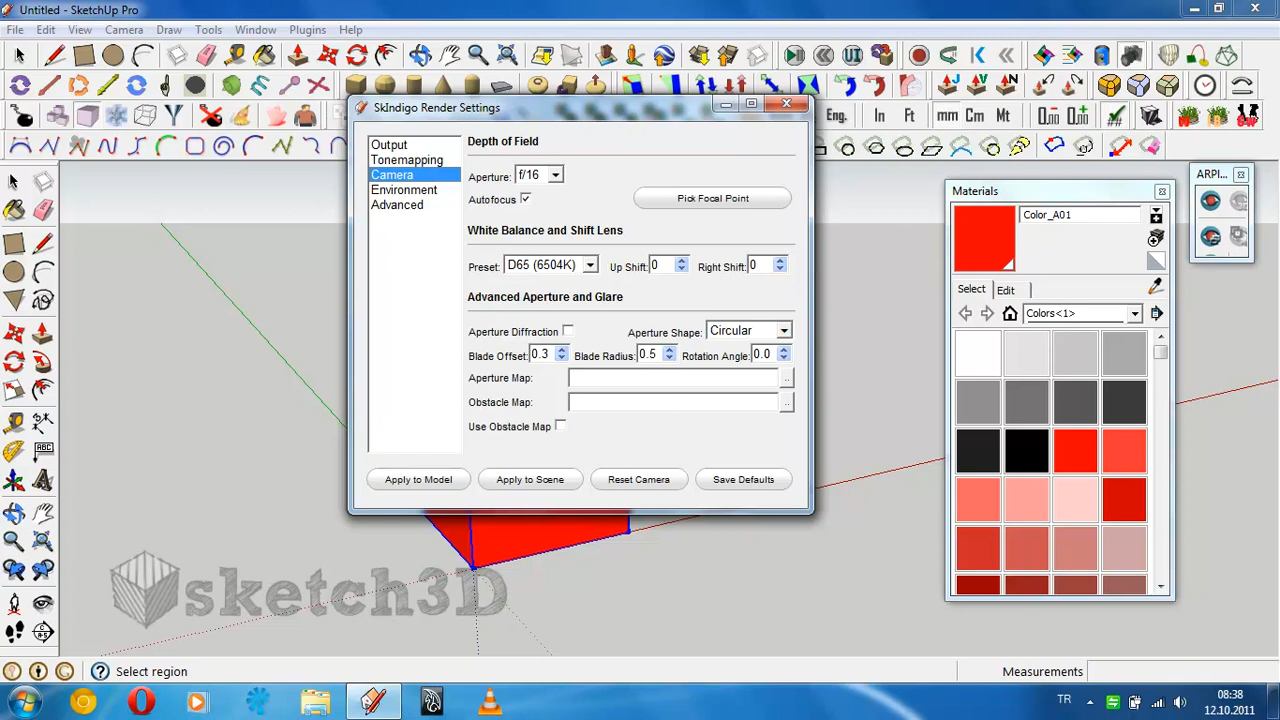 Untitled - SketchUp Pro
File Edit View Camera Draw Tools Window Plugins Help
Eng. In Ft mm Cm Mt
SkIndigo Render Settings
Output
Tonemapping
Camera
Environment
Advanced
Depth of Field
Aperture: f/16
Autofocus
Pick Focal Point
White Balance and Shift Lens
Preset: D65 (6504K) Up Shift: 0 Right Shift: 0
Advanced Aperture and Glare
Aperture Diffraction Aperture Shape: Circular
Blade Offset: 0.3 Blade Radius: 0.5 Rotation Angle: 0.0
Aperture Map: ..
Obstacle Map: ..
Use Obstacle Map
Apply to Model Apply to Scene Reset Camera Save Defaults
Materials
Color_A01
Select Edit
Colors<1>
ARPI...
ABC
sketch3D
Select region
Measurements
TR
08:38
12.10.2011